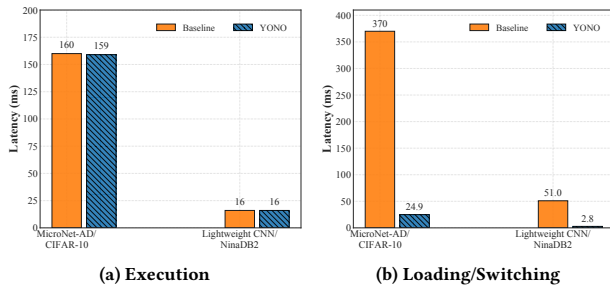 Baseline YONO
200
175
150
125
100
75
50
25
0
Latency (ms)
160 159
16 16
MicroNet-AD/
CIFAR-10
Lightweight CNN/
NinaDB2
(a) Execution
Baseline YONO
400
350
300
250
200
150
100
50
0
Latency (ms)
370
24.9
51.0
2.8
MicroNet-AD/
CIFAR-10
Lightweight CNN/
NinaDB2
(b) Loading/Switching